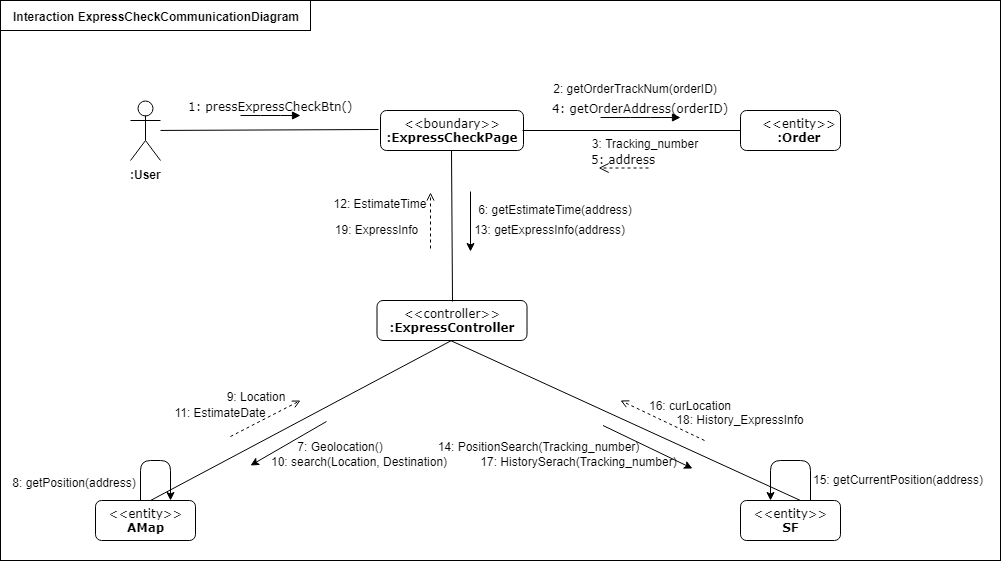 Interaction ExpressCheckCommunicationDiagram
1: pressExpressCheckBtn()
2: getOrderTrackNum(orderID)
4: getOrderAddress(orderID)
<<boundary>>
:ExpressCheckPage
<<entity>>
:Order
3: Tracking_number
5: address
:User
12: EstimateTime
19: ExpressInfo
6: getEstimateTime(address)
13: getExpressInfo(address)
<<controller>>
:ExpressController
9: Location
11: EstimateDate
16: curLocation
18: History_ExpressInfo
7: Geolocation()
10: search(Location, Destination)
14: PositionSearch(Tracking_number)
17: HistorySerach(Tracking_number)
8: getPosition(address)
15: getCurrentPosition(address)
<<entity>>
AMap
<<entity>>
SF